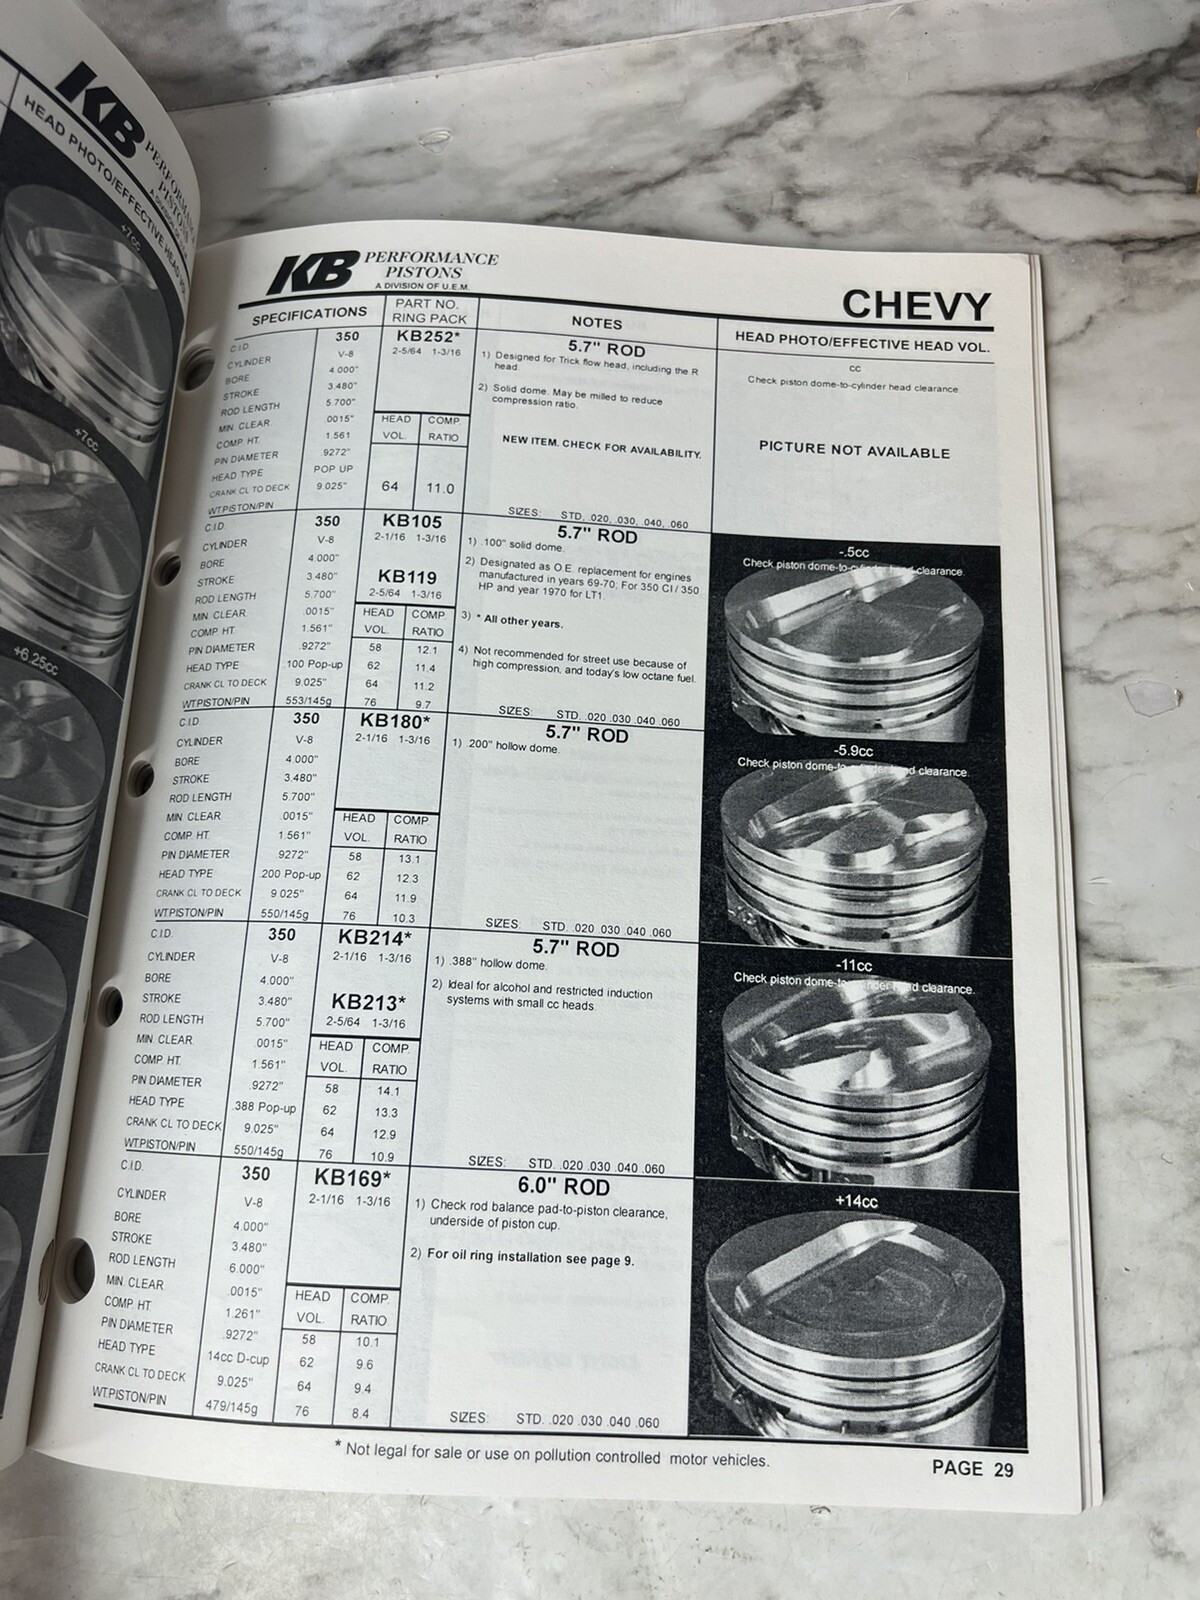 KB PERFORMANCE
PISTONS
HEAD PHOTO/EFFECTIVE HEAD VOL
+7cc
+7cc
+6.25cc
KB PERFORMANCE
PISTONS
A DIVISION OF U.E.M.
CHEVY
SPECIFICATIONS
PART NO.
RING PACK
NOTES
HEAD PHOTO/EFFECTIVE HEAD VOL.
C.I.D. 350
CYLINDER V-8
BORE 4.000"
STROKE 3.480"
ROD LENGTH 5.700"
MIN. CLEAR. .0015"
COMP. HT. 1.561
PIN DIAMETER .9272"
HEAD TYPE POP UP
CRANK CL TO DECK 9.025"
WT.PISTON/PIN
KB252*
2-5/64 1-3/16
HEAD VOL. COMP. RATIO
64 11.0
5.7" ROD
1) Designed for Trick flow head, including the R
head.
2) Solid dome. May be milled to reduce
compression ratio.
NEW ITEM. CHECK FOR AVAILABILITY.
SIZES: STD, .020, .030, .040, .060
cc
Check piston dome-to-cylinder head clearance.
PICTURE NOT AVAILABLE
C.I.D. 350
CYLINDER V-8
BORE 4.000"
STROKE 3.480"
ROD LENGTH 5.700"
MIN. CLEAR. .0015"
COMP. HT. 1.561"
PIN DIAMETER .9272"
HEAD TYPE .100 Pop-up
CRANK CL TO DECK 9.025"
WT.PISTON/PIN 553/145g
KB105
2-1/16 1-3/16
KB119
2-5/64 1-3/16
HEAD VOL. COMP. RATIO
58 12.1
62 11.4
64 11.2
76 9.7
5.7" ROD
1) .100" solid dome.
2) Designated as O.E. replacement for engines
manufactured in years 69-70; For 350 CI / 350
HP and year 1970 for LT1.
3) * All other years.
4) Not recommended for street use because of
high compression, and today's low octane fuel.
SIZES: STD. .020 .030 .040 .060
-.5cc
Check piston dome-to-cylinder head clearance.
C.I.D. 350
CYLINDER V-8
BORE 4.000"
STROKE 3.480"
ROD LENGTH 5.700"
MIN CLEAR .0015"
COMP. HT. 1.561"
PIN DIAMETER .9272"
HEAD TYPE .200 Pop-up
CRANK CL TO DECK 9.025"
WT.PISTON/PIN 550/145g
KB180*
2-1/16 1-3/16
HEAD VOL. COMP. RATIO
58 13.1
62 12.3
64 11.9
76 10.3
5.7" ROD
1) .200" hollow dome.
SIZES: STD. .020 .030 .040 .060
-5.9cc
Check piston dome-to-cylinder head clearance.
C.I.D. 350
CYLINDER V-8
BORE 4.000"
STROKE 3.480"
ROD LENGTH 5.700"
MIN. CLEAR. .0015"
COMP. HT. 1.561"
PIN DIAMETER .9272"
HEAD TYPE .388 Pop-up
CRANK CL TO DECK 9.025"
WT.PISTON/PIN 550/145g
KB214*
2-1/16 1-3/16
KB213*
2-5/64 1-3/16
HEAD VOL. COMP. RATIO
58 14.1
62 13.3
64 12.9
76 10.9
5.7" ROD
1) .388" hollow dome.
2) Ideal for alcohol and restricted induction
systems with small cc heads.
SIZES: STD. .020 .030 .040 .060
-11cc
Check piston dome-to-cylinder head clearance.
C.I.D. 350
CYLINDER V-8
BORE 4.000"
STROKE 3.480"
ROD LENGTH 6.000"
MIN. CLEAR. .0015"
COMP. HT. 1.261"
PIN DIAMETER .9272"
HEAD TYPE 14cc D-cup
CRANK CL TO DECK 9.025"
WT.PISTON/PIN 479/145g
KB169*
2-1/16 1-3/16
HEAD VOL. COMP. RATIO
58 10.1
62 9.6
64 9.4
76 8.4
6.0" ROD
1) Check rod balance pad-to-piston clearance,
underside of piston cup.
2) For oil ring installation see page 9.
SIZES: STD. .020 .030 .040 .060
+14cc
* Not legal for sale or use on pollution controlled motor vehicles.
PAGE 29